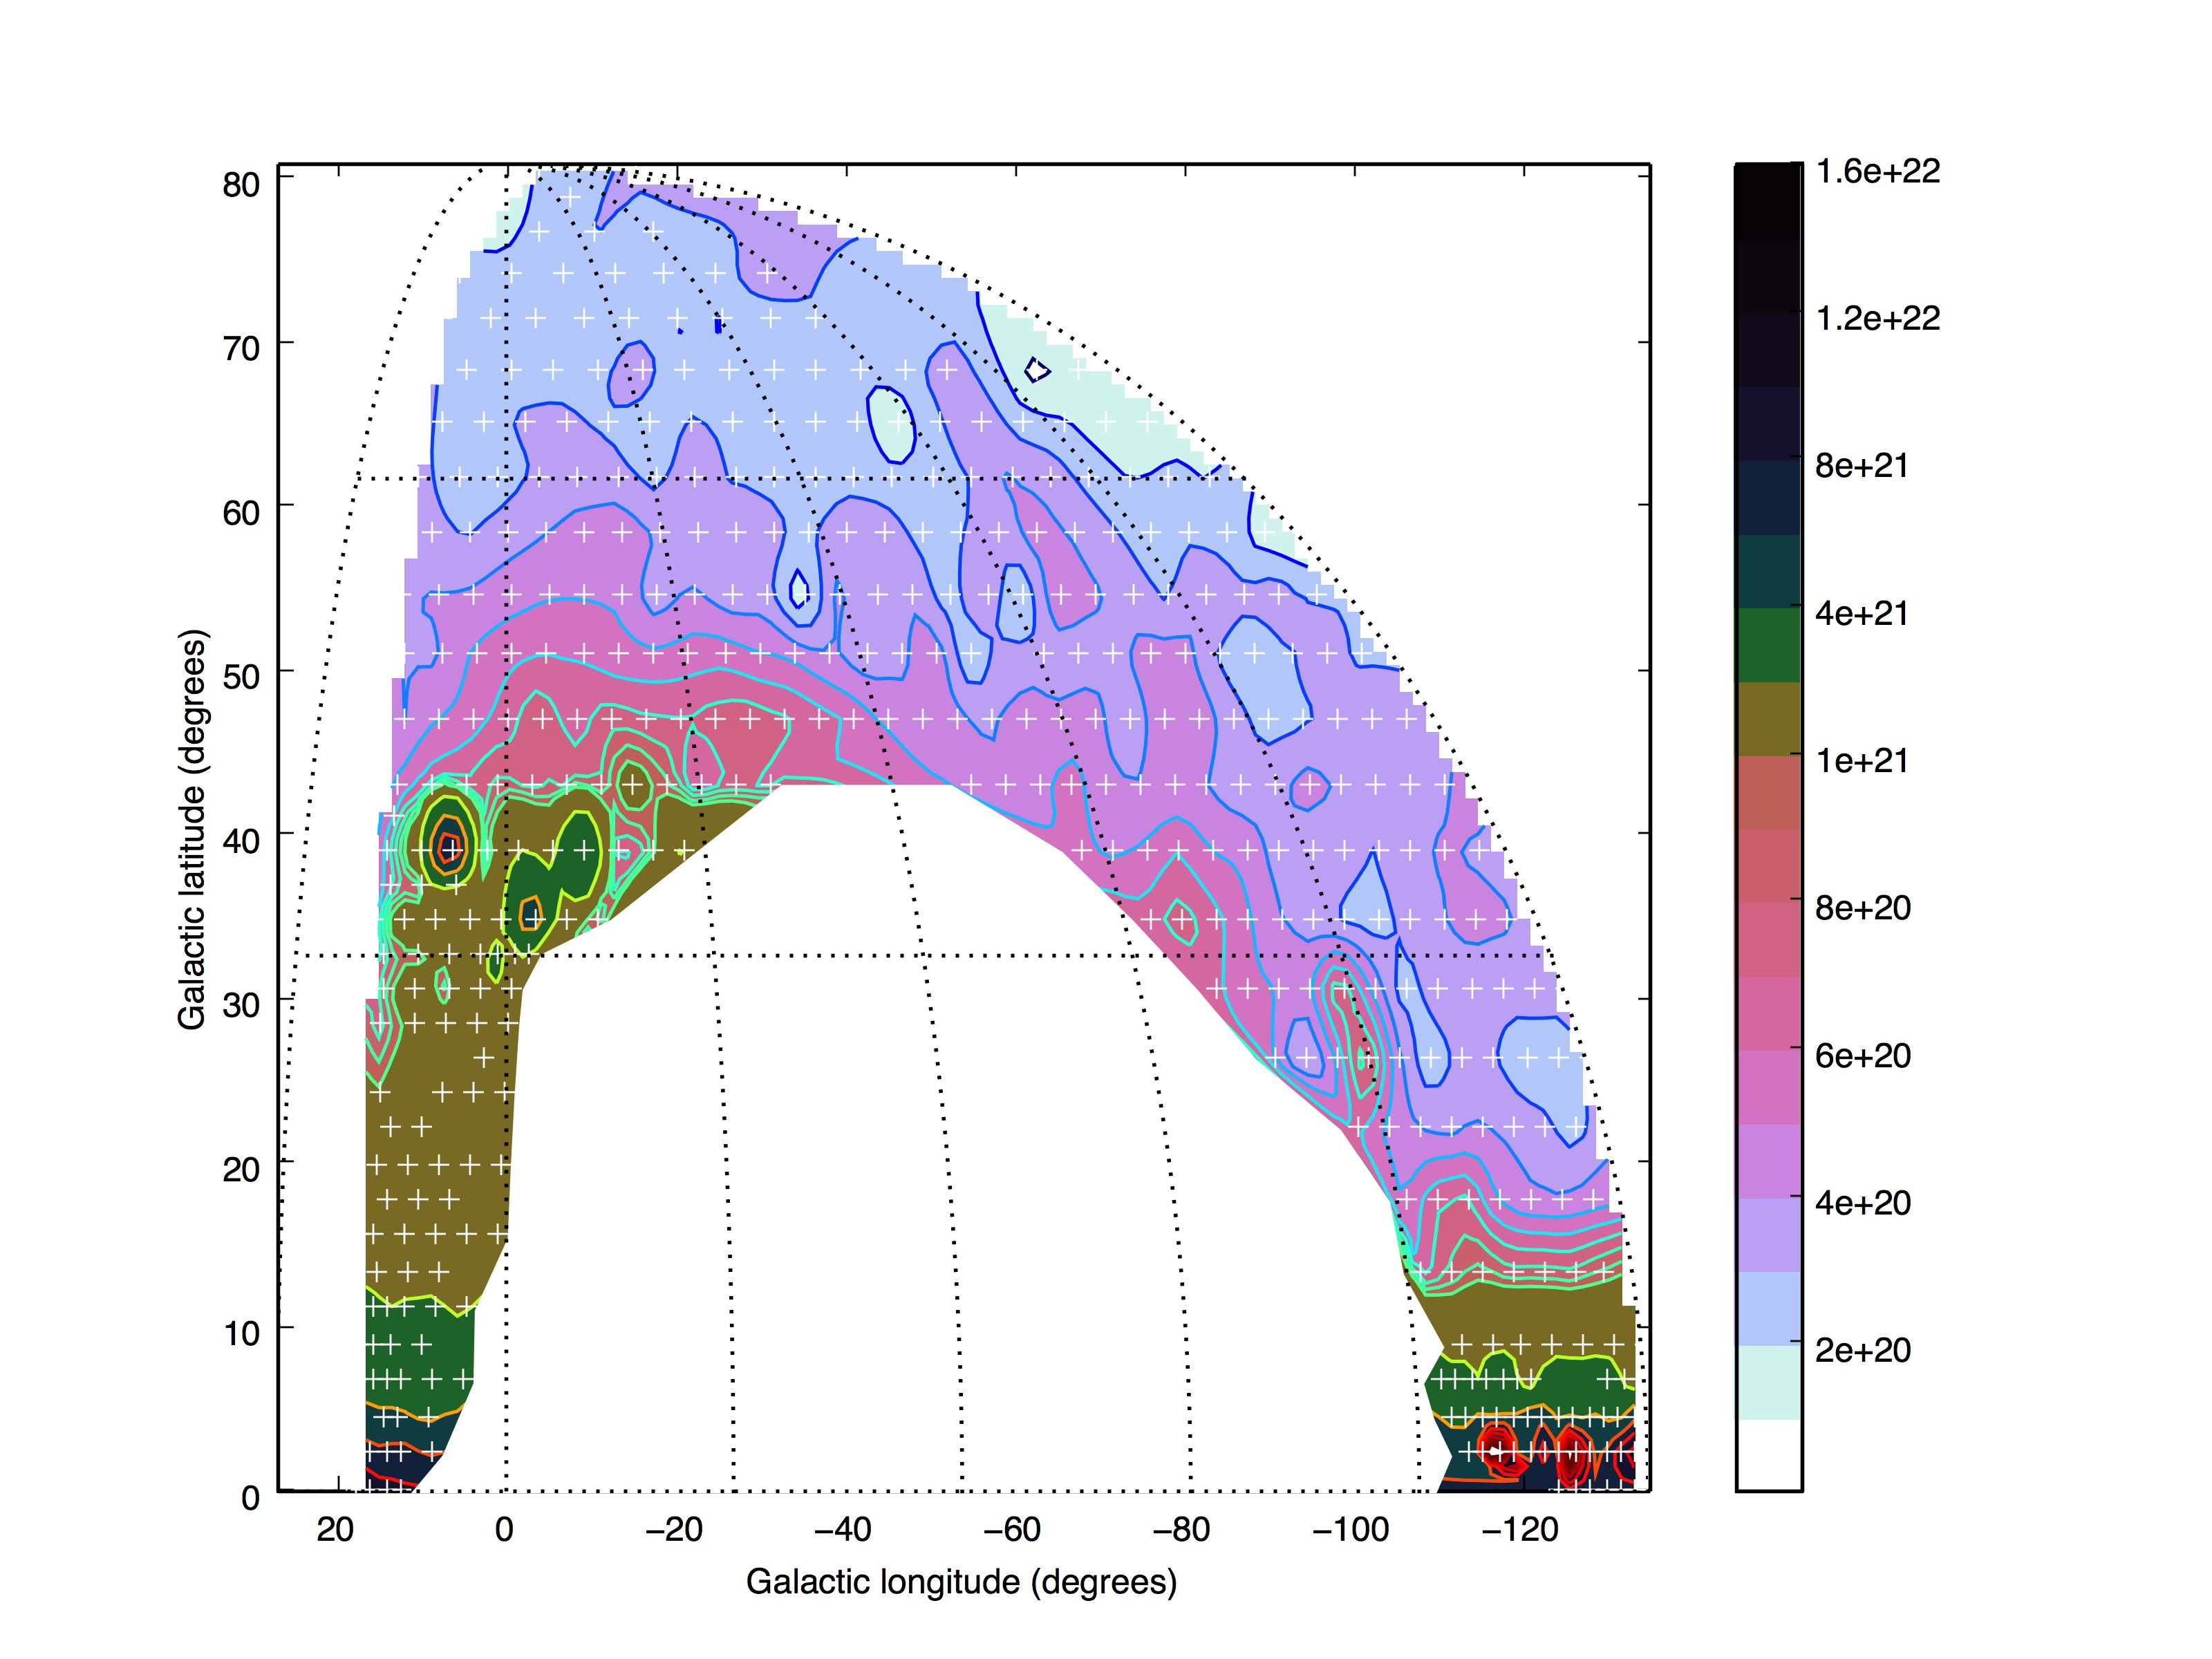 80
70
60
50
40
30
20
10
0
Galactic latitude (degrees)
20 0 −20 −40 −60 −80 −100 −120
Galactic longitude (degrees)
1.6e+22
1.2e+22
8e+21
4e+21
1e+21
8e+20
6e+20
4e+20
2e+20